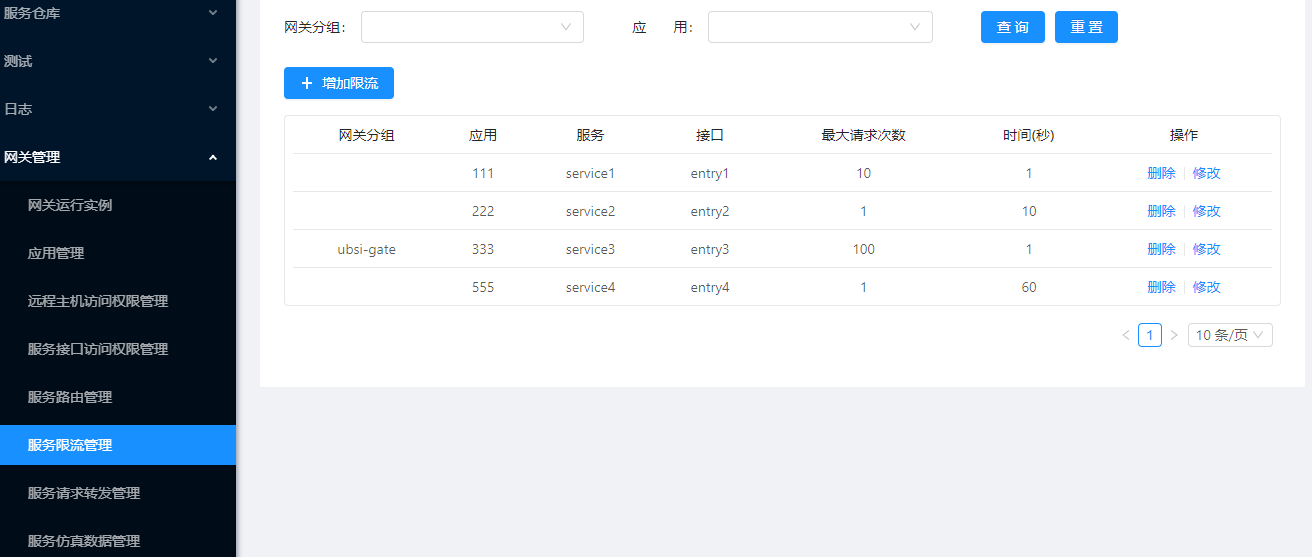 服务仓库
测试
日志
网关管理
网关运行实例
应用管理
远程主机访问权限管理
服务接口访问权限管理
服务路由管理
服务限流管理
服务请求转发管理
服务仿真数据管理
网关分组： 应 用： 查 询 重 置
＋ 增加限流
网关分组 应用 服务 接口 最大请求次数 时间(秒) 操作
111 service1 entry1 10 1 删除 修改
222 service2 entry2 1 10 删除 修改
ubsi-gate 333 service3 entry3 100 1 删除 修改
555 service4 entry4 1 60 删除 修改
1 10 条/页